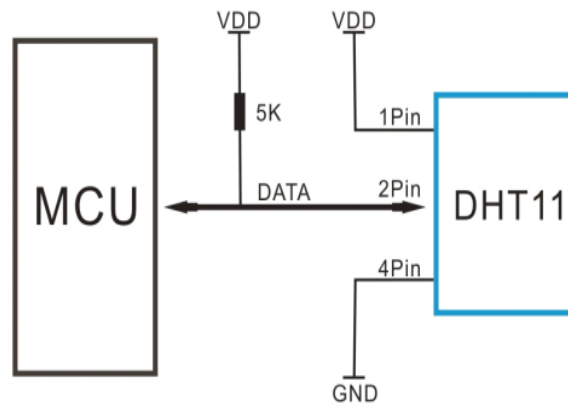 VDD
VDD
5K
1Pin
MCU
DATA
2Pin
DHT11
4Pin
GND